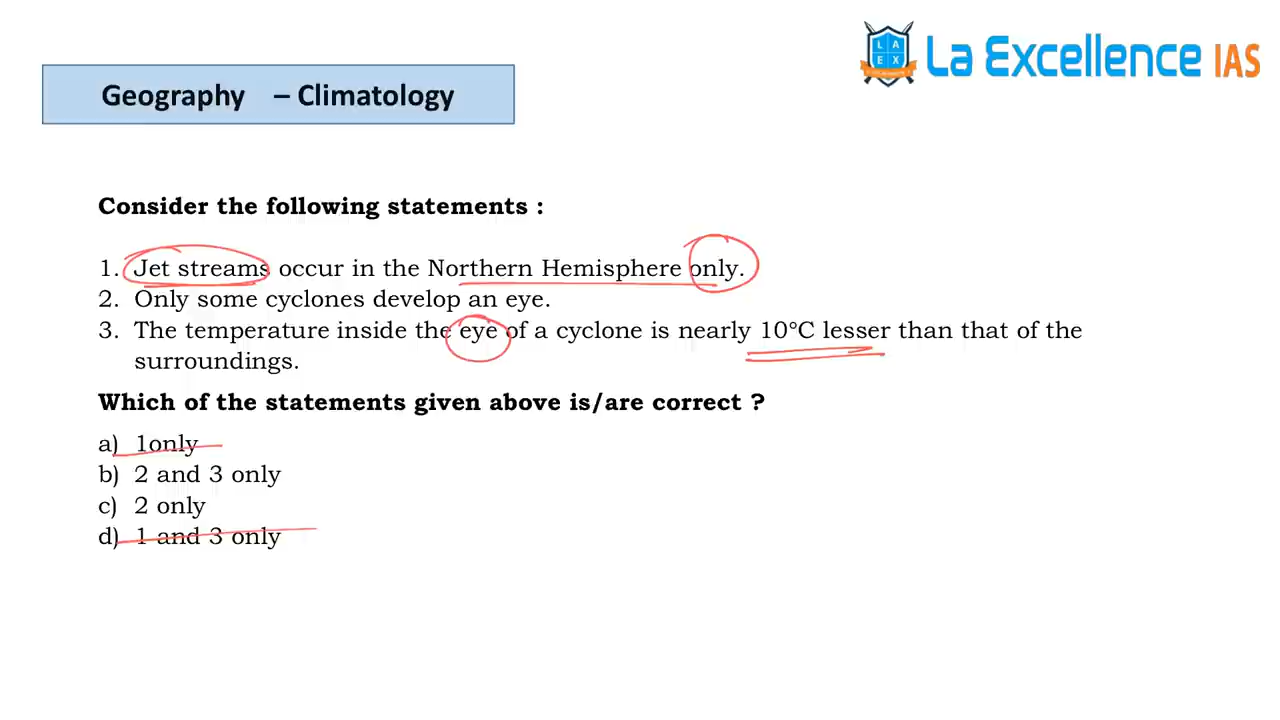 LA
EX
La Excellence IAS
Geography – Climatology
Consider the following statements :
1. Jet streams occur in the Northern Hemisphere only.
2. Only some cyclones develop an eye.
3. The temperature inside the eye of a cyclone is nearly 10°C lesser than that of the
surroundings.
Which of the statements given above is/are correct ?
a) 1only
b) 2 and 3 only
c) 2 only
d) 1 and 3 only